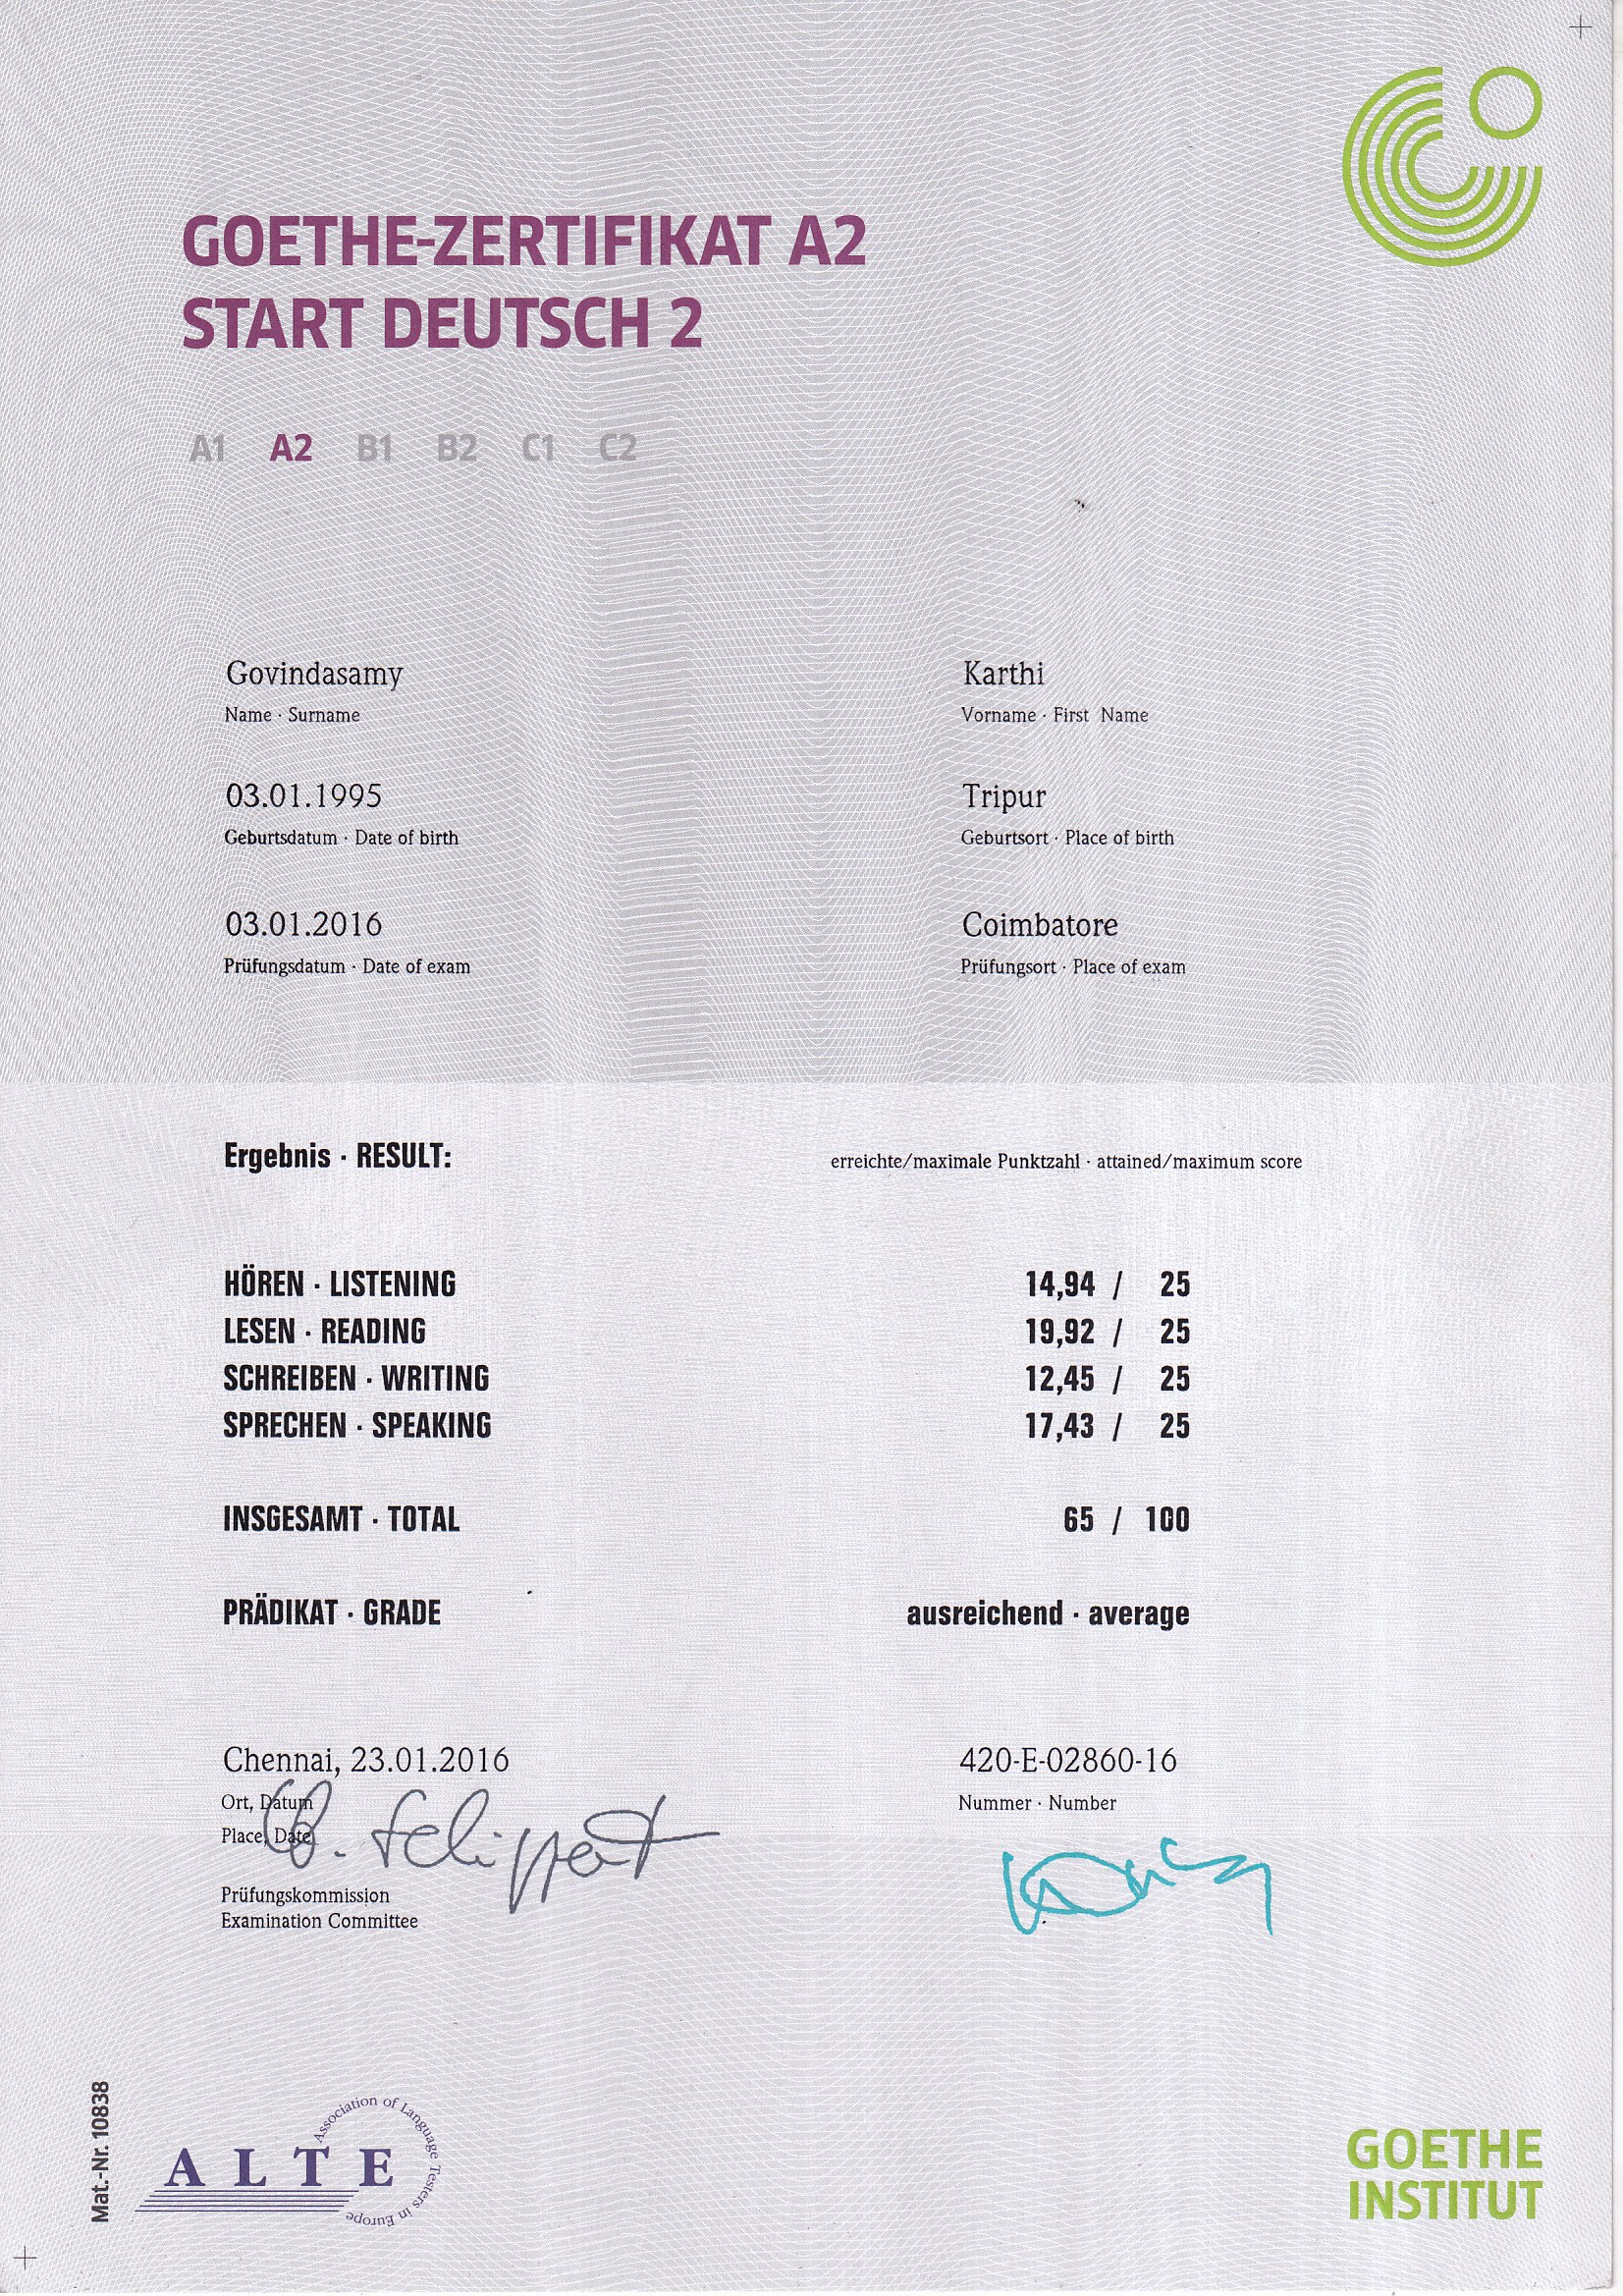 GOETHE-ZERTIFIKAT A2
START DEUTSCH 2
A1 A2 B1 B2 C1 C2
Govindasamy Karthi
Name · Surname Vorname · First Name
03.01.1995 Tripur
Geburtsdatum · Date of birth Geburtsort · Place of birth
03.01.2016 Coimbatore
Prüfungsdatum · Date of exam Prüfungsort · Place of exam
Ergebnis · RESULT: erreichte/maximale Punktzahl · attained/maximum score
HÖREN · LISTENING 14,94 / 25
LESEN · READING 19,92 / 25
SCHREIBEN · WRITING 12,45 / 25
SPRECHEN · SPEAKING 17,43 / 25
INSGESAMT · TOTAL 65 / 100
PRÄDIKAT · GRADE ausreichend · average
Chennai, 23.01.2016 420-E-02860-16
Ort, Datum Nummer · Number
Place, Date
Prüfungskommission
Examination Committee
Mat.-Nr. 10838
ALTE
Association of Language Testers in Europe
GOETHE
INSTITUT